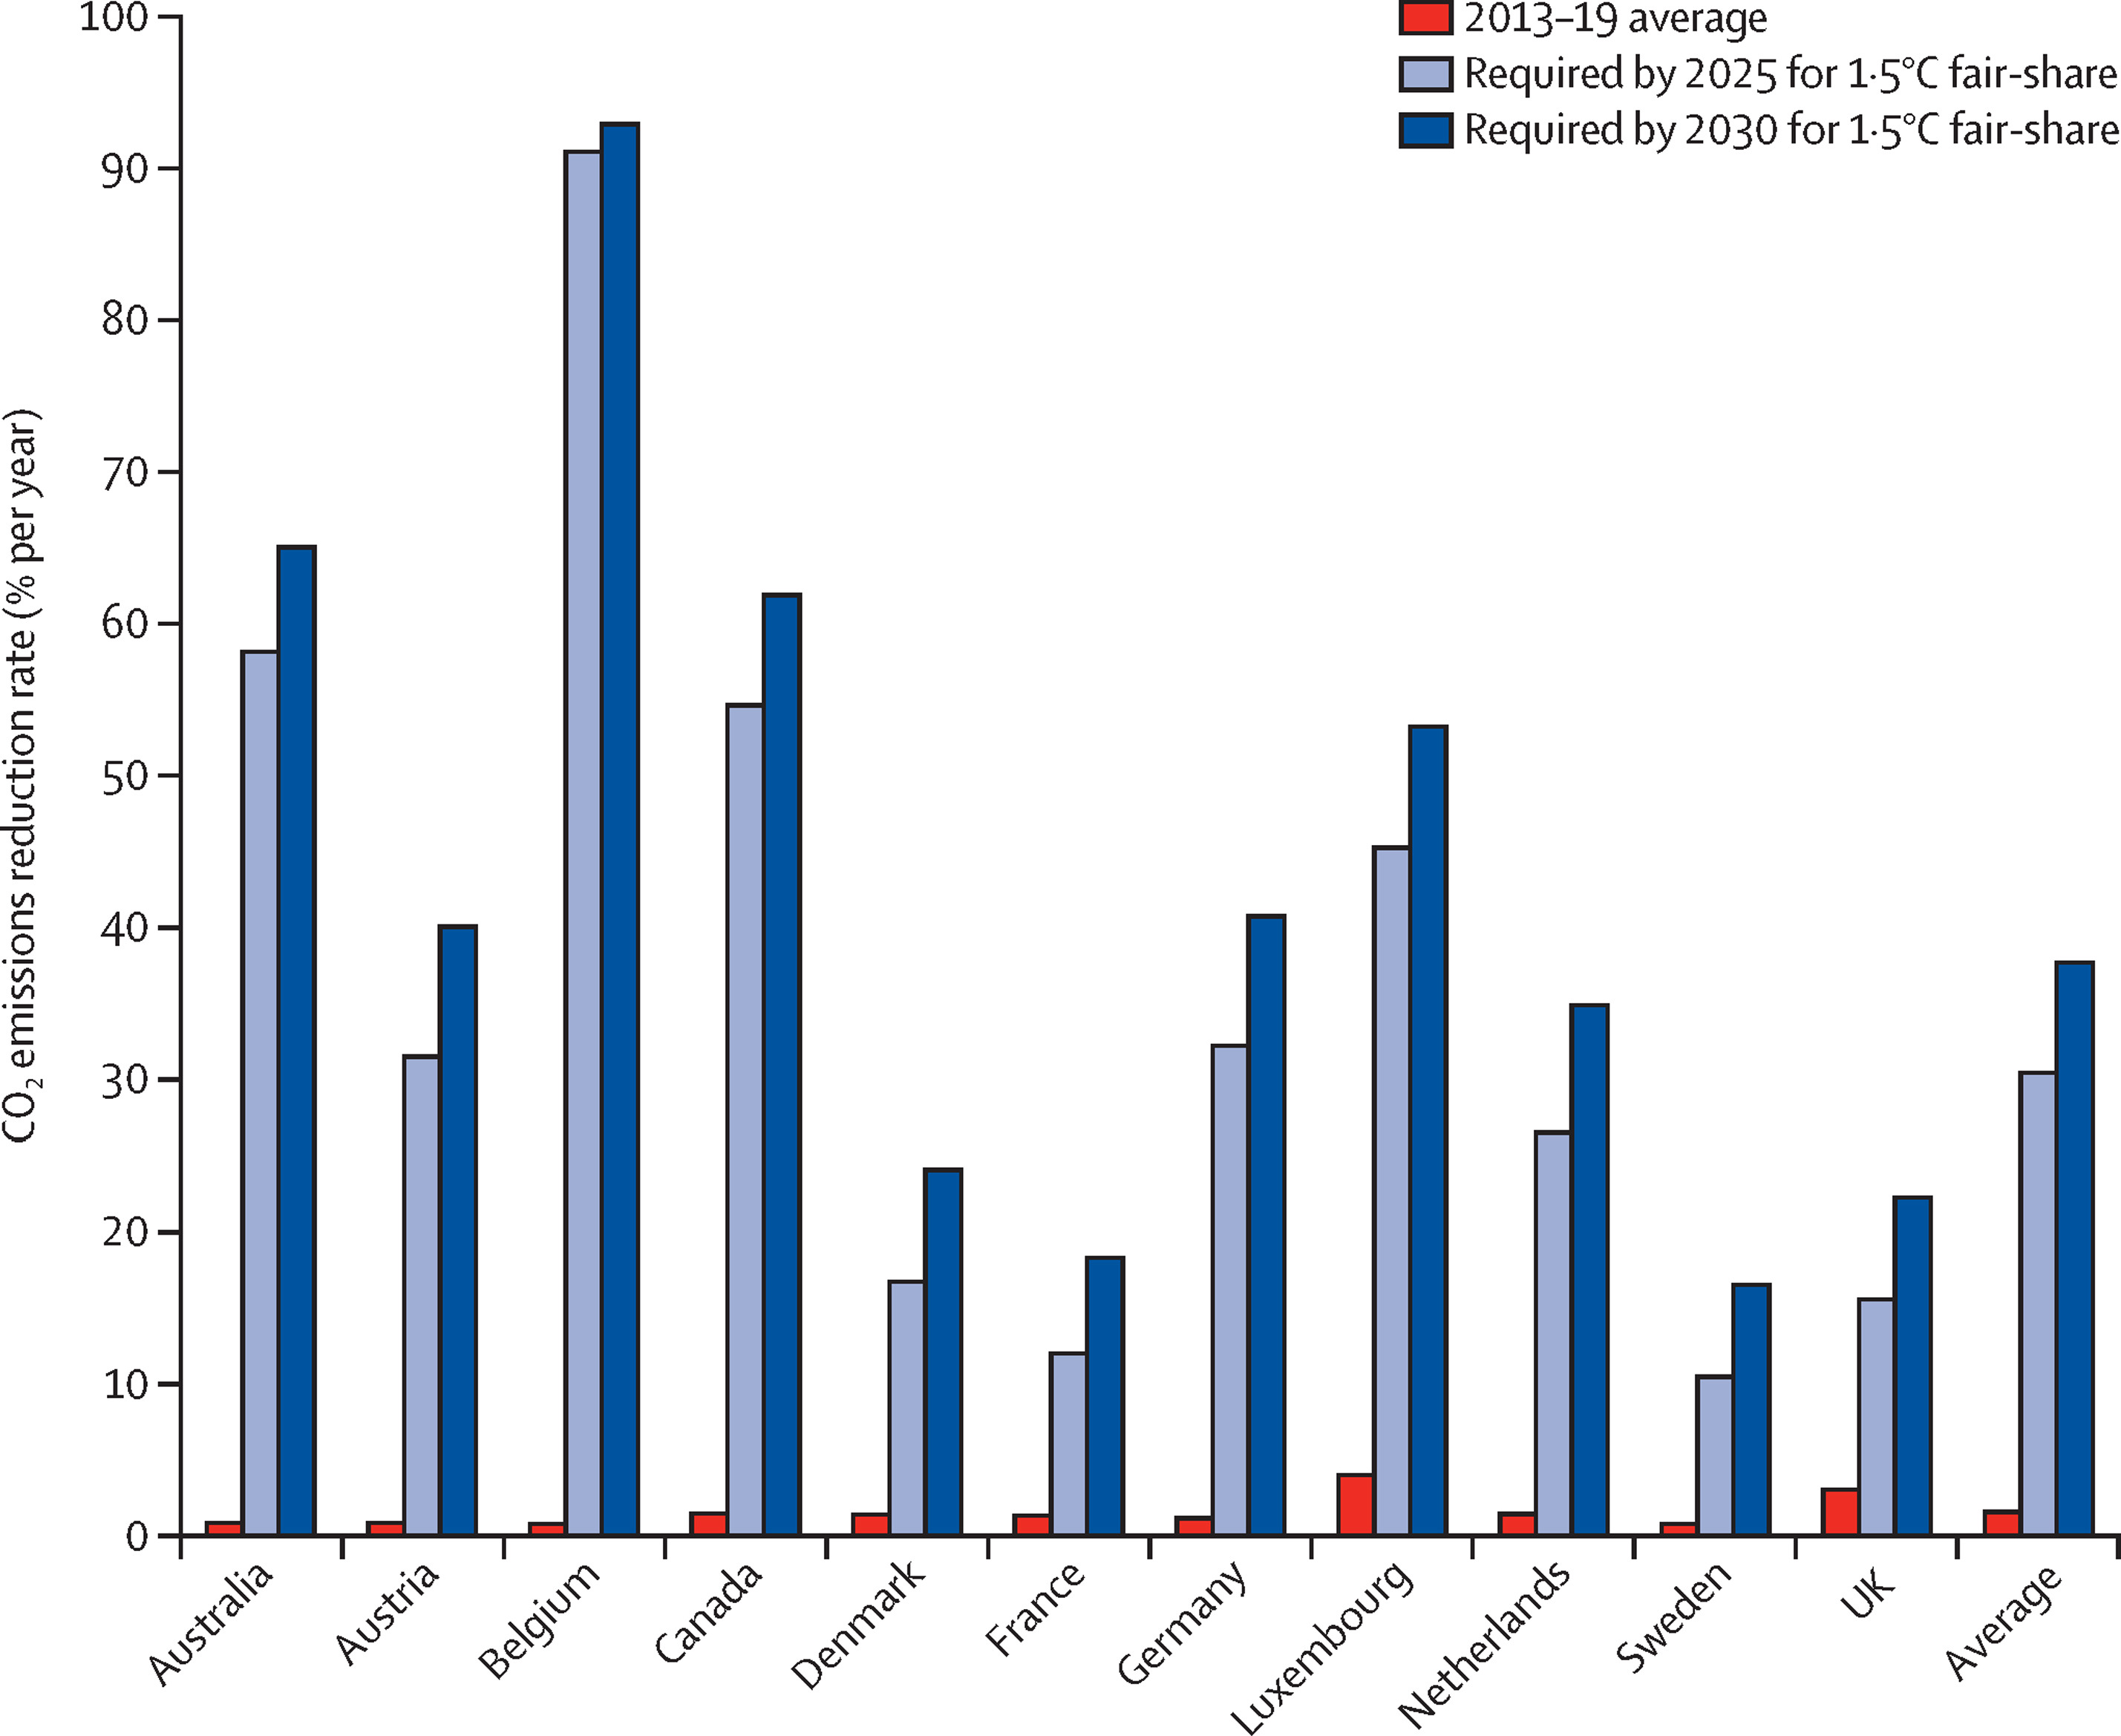 2013–19 average
Required by 2025 for 1·5°C fair-share
Required by 2030 for 1·5°C fair-share
CO₂ emissions reduction rate (% per year)
100
90
80
70
60
50
40
30
20
10
0
Australia
Austria
Belgium
Canada
Denmark
France
Germany
Luxembourg
Netherlands
Sweden
UK
Average